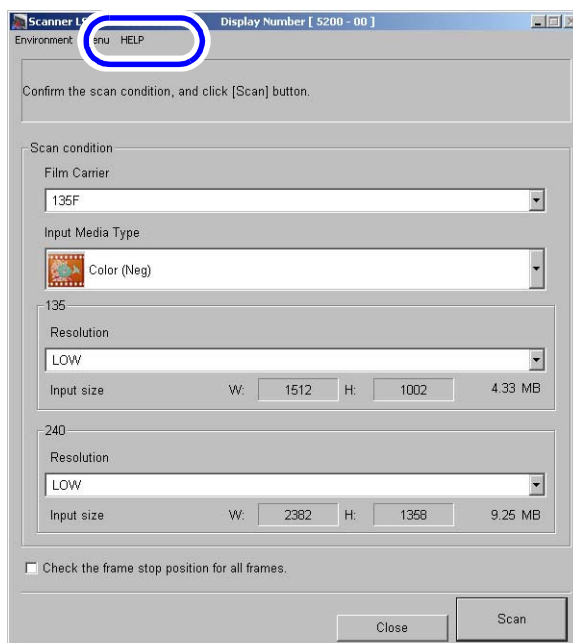 Scanner Display Number [ 5200 - 00 ]
Environment HELP
Confirm the scan condition, and click [Scan] button.
Scan condition
Film Carrier
135F
Input Media Type
Color (Neg)
135
Resolution
LOW
Input size W: 1512 H: 1002 4.33 MB
240
Resolution
LOW
Input size W: 2382 H: 1358 9.25 MB
Check the frame stop position for all frames.
Close Scan